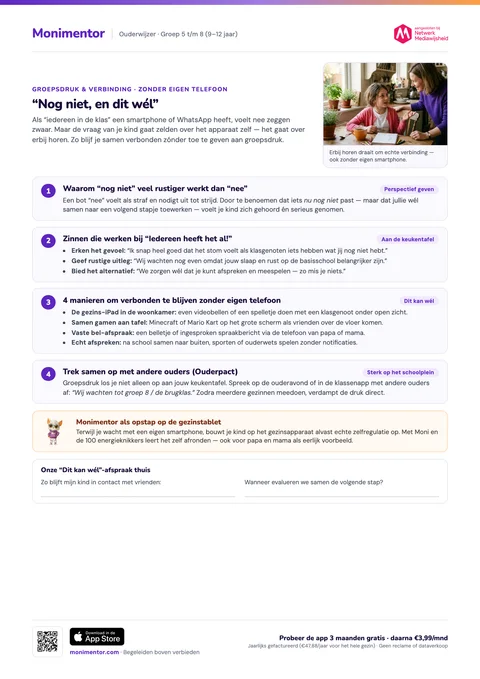 Monimentor
Ouderwijzer · Groep 5 t/m 8 (9–12 jaar)
aangesloten bij
Netwerk
Mediawijsheid
GROEPSDRUK & VERBINDING · ZONDER EIGEN TELEFOON
“Nog niet, en dit wél”
Als “iedereen in de klas” een smartphone of WhatsApp heeft, voelt nee zeggen
zwaar. Maar de vraag van je kind gaat zelden over het apparaat zelf — het gaat over
erbij horen. Zo blijf je samen verbonden zónder toe te geven aan groepsdruk.
Erbij horen draait om echte verbinding —
ook zonder eigen smartphone.
1
Waarom “nog niet” veel rustiger werkt dan “nee”
Perspectief geven
Een bot “nee” voelt als straf en nodigt uit tot strijd. Door te benoemen dat iets nu nog niet past — maar dat jullie wél
samen naar een volgend stapje toewerken — voelt je kind zich gehoord én serieus genomen.
2
Zinnen die werken bij “Iedereen heeft het al!”
Aan de keukentafel
• Erken het gevoel: “Ik snap heel goed dat het stom voelt als klasgenoten iets hebben wat jij nog niet hebt.”
• Geef rustige uitleg: “Wij wachten nog even omdat jouw slaap en rust op de basisschool belangrijker zijn.”
• Bied het alternatief: “We zorgen wél dat je kunt afspreken en meespelen — zo mis je niets.”
3
4 manieren om verbonden te blijven zonder eigen telefoon
Dit kan wél
• De gezins-iPad in de woonkamer: even videobellen of een spelletje doen met een klasgenoot onder open zicht.
• Samen gamen aan tafel: Minecraft of Mario Kart op het grote scherm als vrienden over de vloer komen.
• Vaste bel-afspraak: een belletje of ingesproken spraakbericht via de telefoon van papa of mama.
• Echt afspreken: na school samen naar buiten, sporten of ouderwets spelen zonder notificaties.
4
Trek samen op met andere ouders (Ouderpact)
Sterk op het schoolplein
Groepsdruk los je niet alleen op aan jouw keukentafel. Spreek op de ouderavond of in de klassenapp met andere ouders
af: “Wij wachten tot groep 8 / de brugklas.” Zodra meerdere gezinnen meedoen, verdampt de druk direct.
Monimentor als opstap op het gezinstablet
Terwijl je wacht met een eigen smartphone, bouwt je kind op het gezinsapparaat alvast echte zelfregulatie op. Met Moni en
de 100 energieknikkers leert het zelf afronden — ook voor papa en mama als eerlijk voorbeeld.
Onze “Dit kan wél”-afspraak thuis
Zo blijft mijn kind in contact met vrienden:
Wanneer evalueren we samen de volgende stap?
Download in de
App Store
monimentor.com · Begeleiden boven verbieden
Probeer de app 3 maanden gratis · daarna €3,99/mnd
Jaarlijks gefactureerd (€47,88/jaar voor het hele gezin) · Geen reclame of dataverkoop